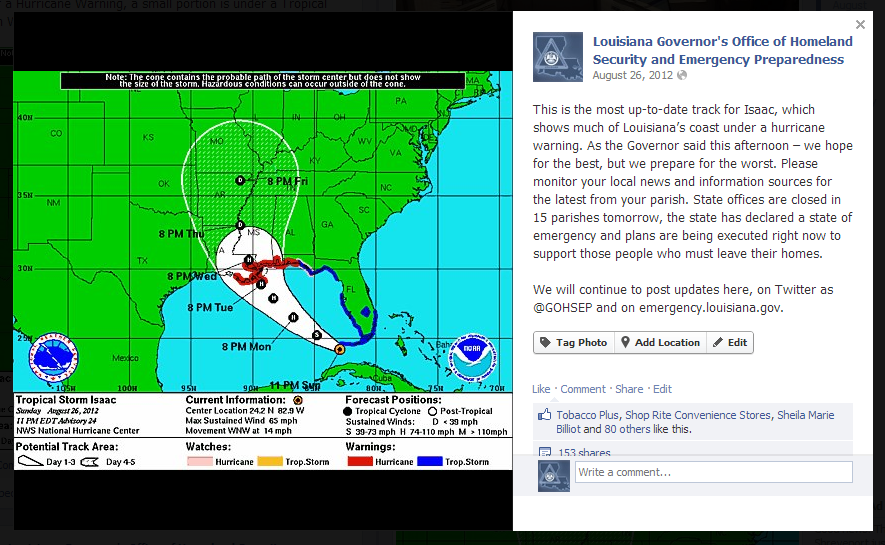 a Hurricane Warning, a small portion is under a Tropical
Note: The cone contains the probable path of the storm center but does not show
the size of the storm. Hazardous conditions can occur outside of the cone.
40N
35N
30N
25N
CO
KS
MO
IL
IN
OH
PA
MA
MD
DE
NJ
WV
VA
KY
NC
SC
NM
OK
AR
TX
LA
MS
AL
GA
FL
Mexico
Cuba
Bah
8 PM Fri
8 PM Thu
8 PM Wed
8 PM Tue
8 PM Mon
11 PM Sun
D
D
H
H
H
H
S
NOAA
105W
100W
95W
90W
85W
80W
75W
70W
Tropical Storm Isaac
Sunday August 26, 2012
11 PM EDT Advisory 24
NWS National Hurricane Center
Current Information:
Center Location 24.2 N 82.9 W
Max Sustained Wind 65 mph
Movement WNW at 14 mph
Forecast Positions:
Tropical Cyclone Post-Tropical
Sustained Winds: D < 39 mph
S 39-73 mph H 74-110 mph M > 110mph
Potential Track Area:
Day 1-3 Day 4-5
Watches:
Hurricane Trop.Storm
Warnings:
Hurricane Trop.Storm
Louisiana Governor's Office of Homeland
Security and Emergency Preparedness
August 26, 2012
This is the most up-to-date track for Isaac, which
shows much of Louisiana's coast under a hurricane
warning. As the Governor said this afternoon – we hope
for the best, but we prepare for the worst. Please
monitor your local news and information sources for
the latest from your parish. State offices are closed in
15 parishes tomorrow, the state has declared a state of
emergency and plans are being executed right now to
support those people who must leave their homes.
We will continue to post updates here, on Twitter as
@GOHSEP and on emergency.louisiana.gov.
Tag Photo Add Location Edit
Like · Comment · Share · Edit
Tobacco Plus, Shop Rite Convenience Stores, Sheila Marie
Billiot and 80 others like this.
153 shares
Write a comment...